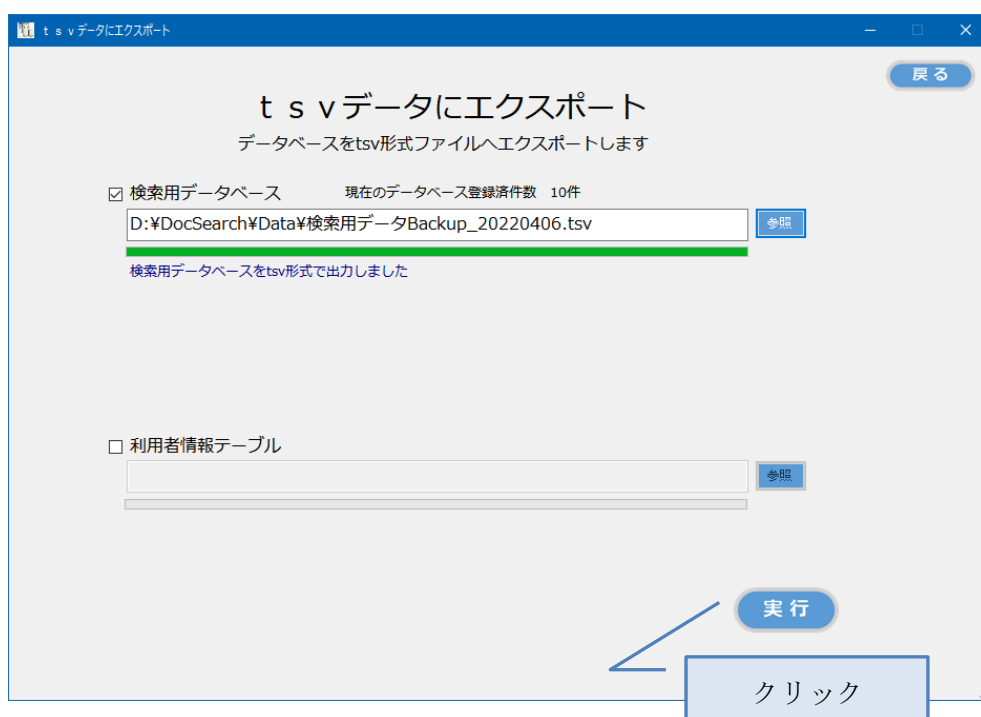 ｔｓｖデータにエクスポート
戻る
ｔｓｖデータにエクスポート
データベースをtsv形式ファイルへエクスポートします
検索用データベース 現在のデータベース登録済件数 10件
D:¥DocSearch¥Data¥検索用データBackup_20220406.tsv 参照
検索用データベースをtsv形式で出力しました
利用者情報テーブル
参照
実行
クリック